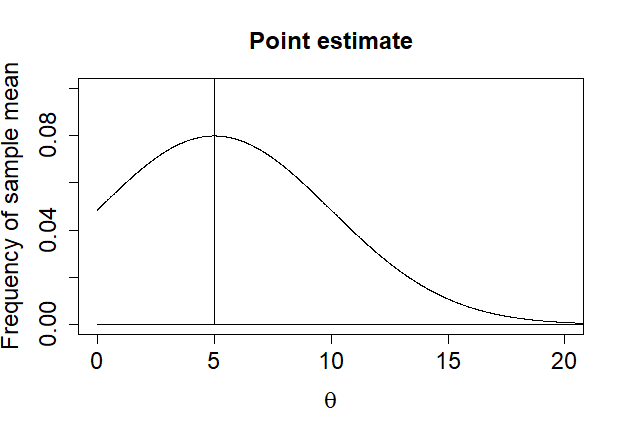 Point estimate
Frequency of sample mean
0.08
0.04
0.00
0 5 10 15 20
θ